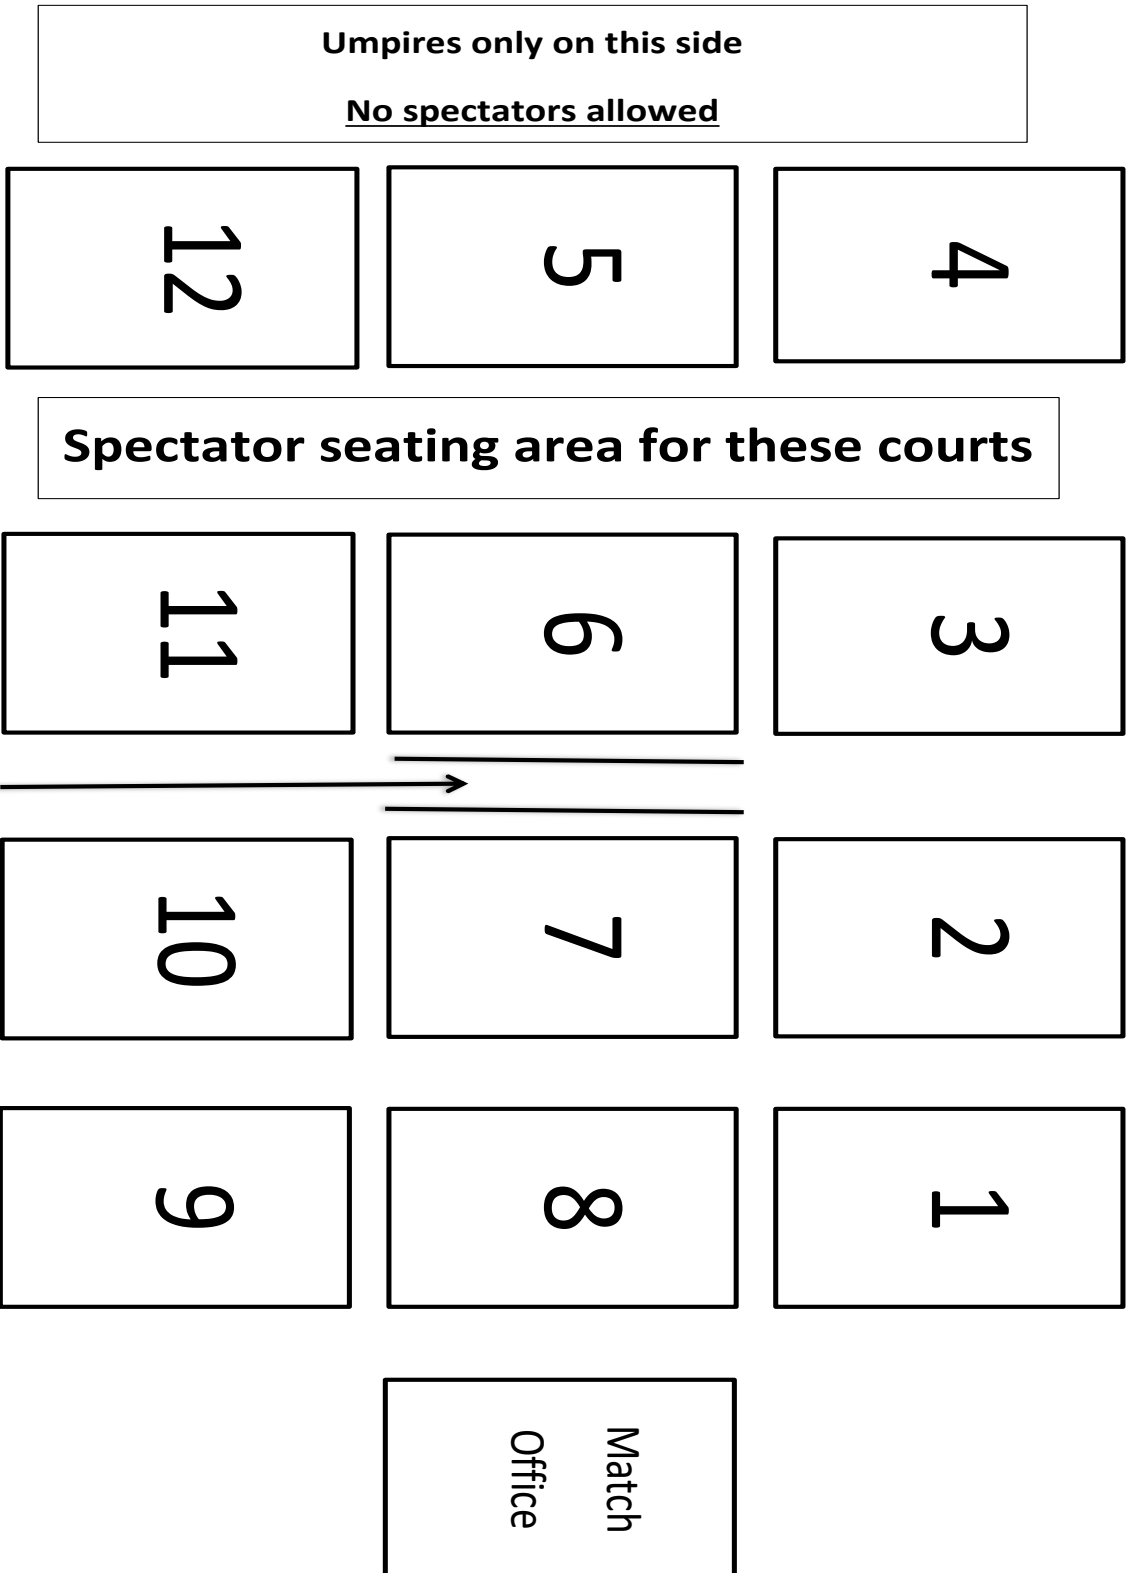 Umpires only on this side
No spectators allowed
12
5
4
Spectator seating area for these courts
11
6
3
10
7
2
9
8
1
Match
Office